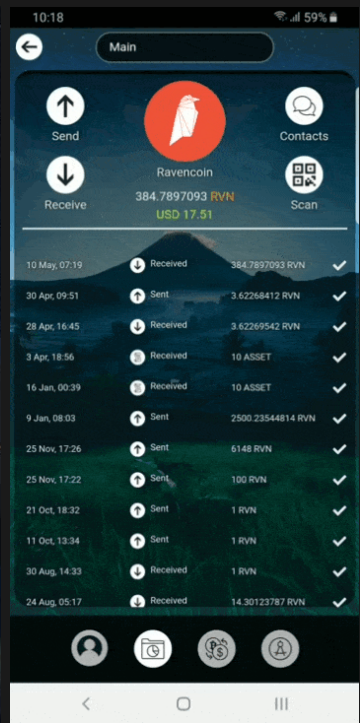 10:18 59%
Main
Send
Contacts
Ravencoin
Receive
384.7897093 RVN
Scan
USD 17.51
10 May, 07:19 Received 384.7897093 RVN
30 Apr, 09:51 Sent 3.62268412 RVN
28 Apr, 16:45 Received 3.62269542 RVN
3 Apr, 18:56 Received 10 ASSET
16 Jan, 00:39 Received 10 ASSET
9 Jan, 08:03 Sent 2500.23544814 RVN
25 Nov, 17:26 Sent 6148 RVN
25 Nov, 17:22 Sent 100 RVN
21 Oct, 18:32 Sent 1 RVN
11 Oct, 13:34 Sent 1 RVN
30 Aug, 14:33 Received 1 RVN
24 Aug, 05:17 Received 14.30123787 RVN